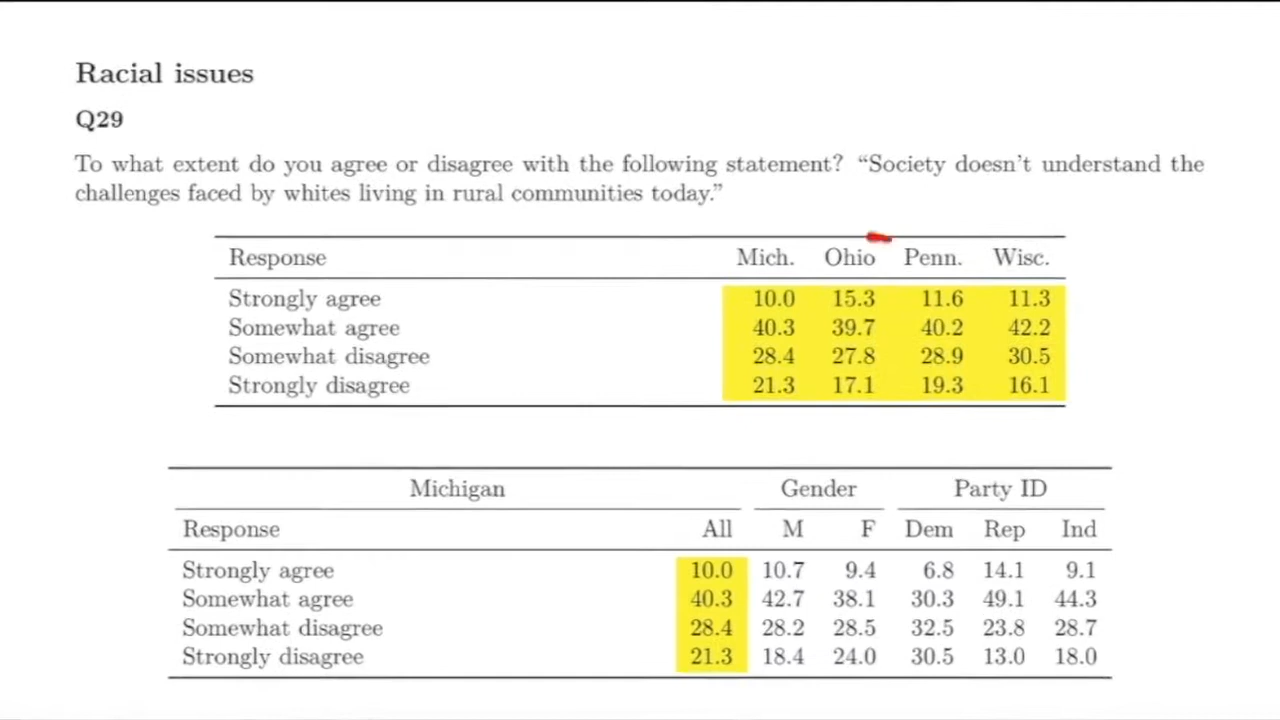 Racial issues
Q29
To what extent do you agree or disagree with the following statement? “Society doesn’t understand the
challenges faced by whites living in rural communities today.”
Response Mich. Ohio Penn. Wisc.
Strongly agree 10.0 15.3 11.6 11.3
Somewhat agree 40.3 39.7 40.2 42.2
Somewhat disagree 28.4 27.8 28.9 30.5
Strongly disagree 21.3 17.1 19.3 16.1
Michigan Gender Party ID
Response All M F Dem Rep Ind
Strongly agree 10.0 10.7 9.4 6.8 14.1 9.1
Somewhat agree 40.3 42.7 38.1 30.3 49.1 44.3
Somewhat disagree 28.4 28.2 28.5 32.5 23.8 28.7
Strongly disagree 21.3 18.4 24.0 30.5 13.0 18.0